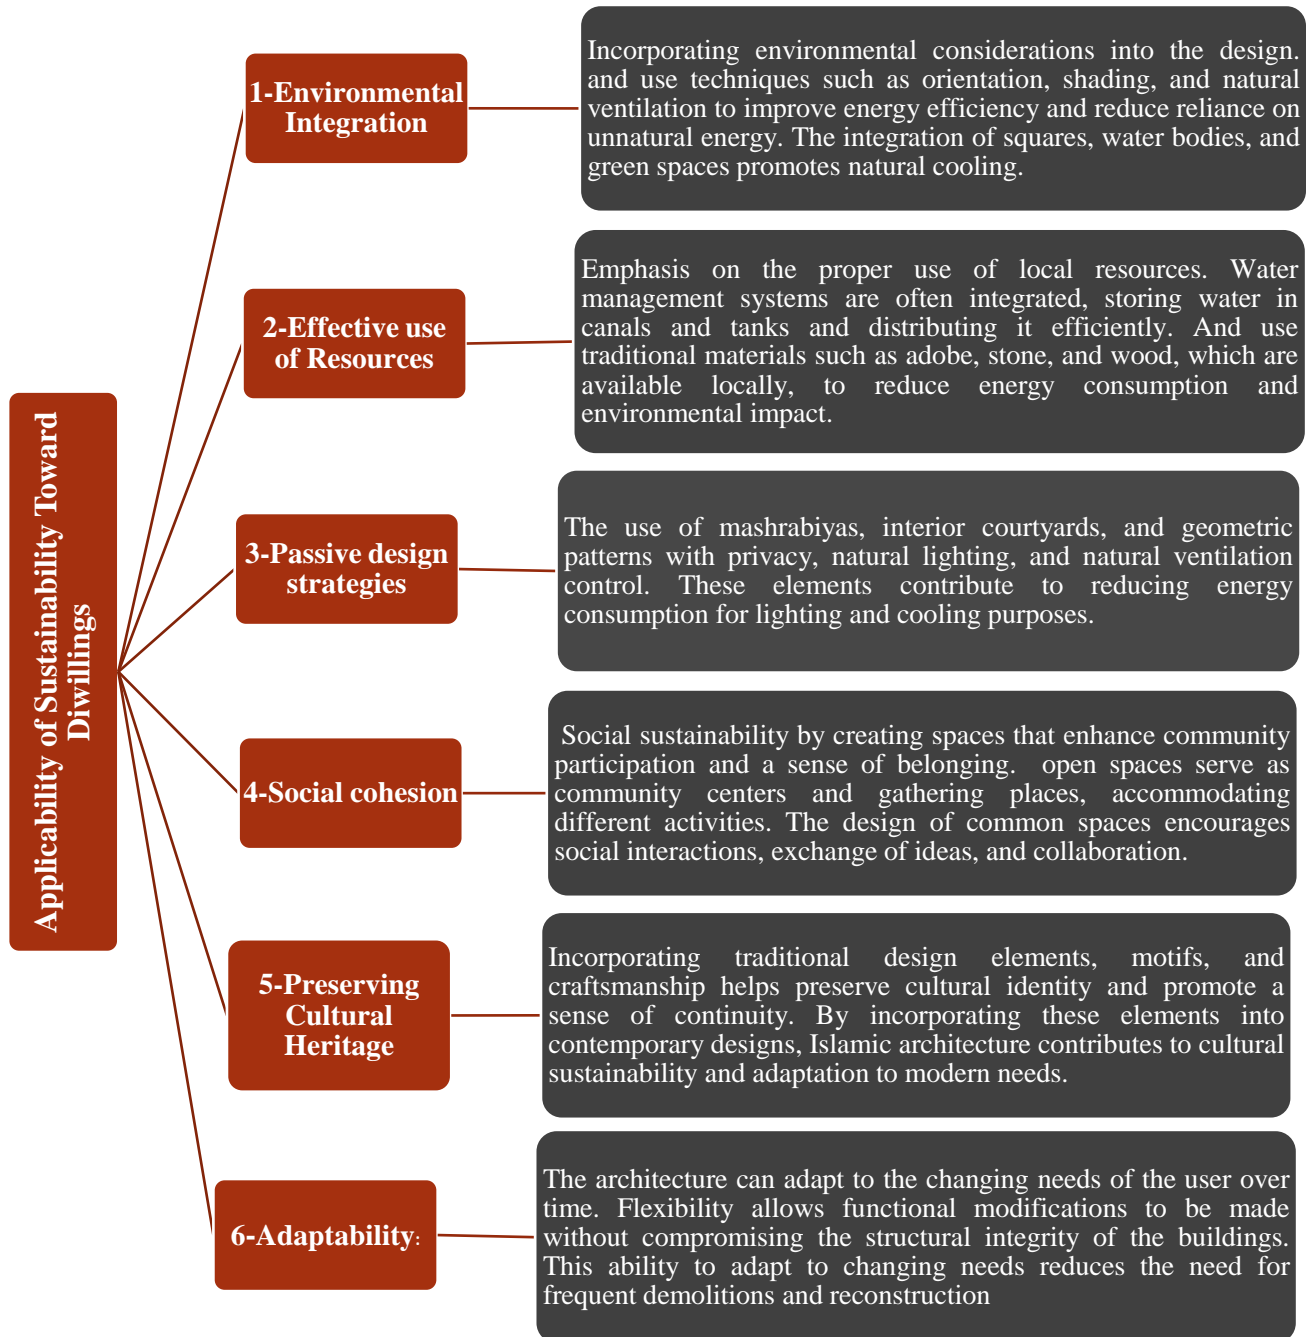 Applicability of Sustainability Toward
Diwillings
1-Environmental
Integration
Incorporating environmental considerations into the design.
and use techniques such as orientation, shading, and natural
ventilation to improve energy efficiency and reduce reliance on
unnatural energy. The integration of squares, water bodies, and
green spaces promotes natural cooling.
2-Effective use
of Resources
Emphasis on the proper use of local resources. Water
management systems are often integrated, storing water in
canals and tanks and distributing it efficiently. And use
traditional materials such as adobe, stone, and wood, which are
available locally, to reduce energy consumption and
environmental impact.
3-Passive design
strategies
The use of mashrabiyas, interior courtyards, and geometric
patterns with privacy, natural lighting, and natural ventilation
control. These elements contribute to reducing energy
consumption for lighting and cooling purposes.
4-Social cohesion
Social sustainability by creating spaces that enhance community
participation and a sense of belonging. open spaces serve as
community centers and gathering places, accommodating
different activities. The design of common spaces encourages
social interactions, exchange of ideas, and collaboration.
5-Preserving
Cultural
Heritage
Incorporating traditional design elements, motifs, and
craftsmanship helps preserve cultural identity and promote a
sense of continuity. By incorporating these elements into
contemporary designs, Islamic architecture contributes to cultural
sustainability and adaptation to modern needs.
6-Adaptability:
The architecture can adapt to the changing needs of the user over
time. Flexibility allows functional modifications to be made
without compromising the structural integrity of the buildings.
This ability to adapt to changing needs reduces the need for
frequent demolitions and reconstruction